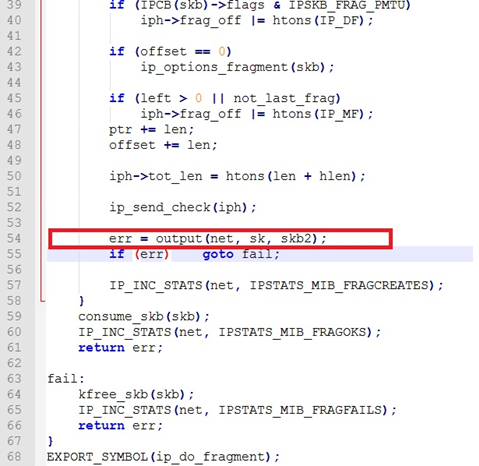 39 if (IPCB(skb)->flags & IPSKB_FRAG_PMTU)
40 iph->frag_off |= htons(IP_DF);
41
42 if (offset == 0)
43 ip_options_fragment(skb);
44
45 if (left > 0 || not_last_frag)
46 iph->frag_off |= htons(IP_MF);
47 ptr += len;
48 offset += len;
49
50 iph->tot_len = htons(len + hlen);
51
52 ip_send_check(iph);
53
54 err = output(net, sk, skb2);
55 if (err) goto fail;
56
57 IP_INC_STATS(net, IPSTATS_MIB_FRAGCREATES);
58 }
59 consume_skb(skb);
60 IP_INC_STATS(net, IPSTATS_MIB_FRAGOKS);
61 return err;
62
63 fail:
64 kfree_skb(skb);
65 IP_INC_STATS(net, IPSTATS_MIB_FRAGFAILS);
66 return err;
67 }
68 EXPORT_SYMBOL(ip_do_fragment);